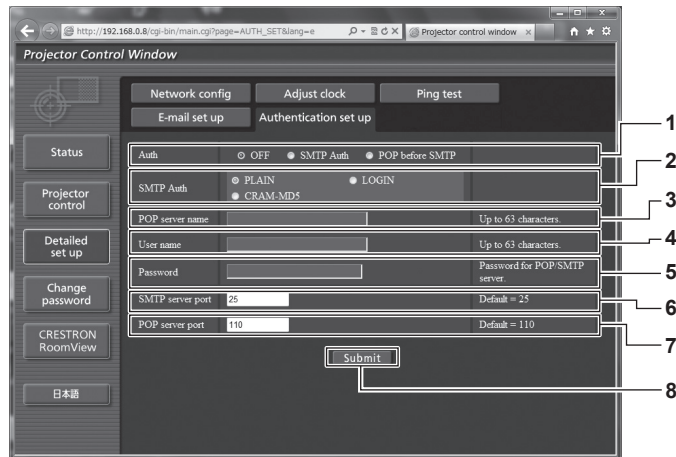 http://192.168.0.8/cgi-bin/main.cgi?page=AUTH_SET&lang=e
Projector control window
Projector Control Window
Network config Adjust clock Ping test
E-mail set up Authentication set up
Status
Projector control
Detailed set up
Change password
CRESTRON RoomView
日本語
Auth OFF SMTP Auth POP before SMTP
SMTP Auth PLAIN LOGIN
CRAM-MD5
POP server name Up to 63 characters.
User name Up to 63 characters.
Password Password for POP/SMTP server.
SMTP server port 25 Default = 25
POP server port 110 Default = 110
Submit
1
2
3
4
5
6
7
8